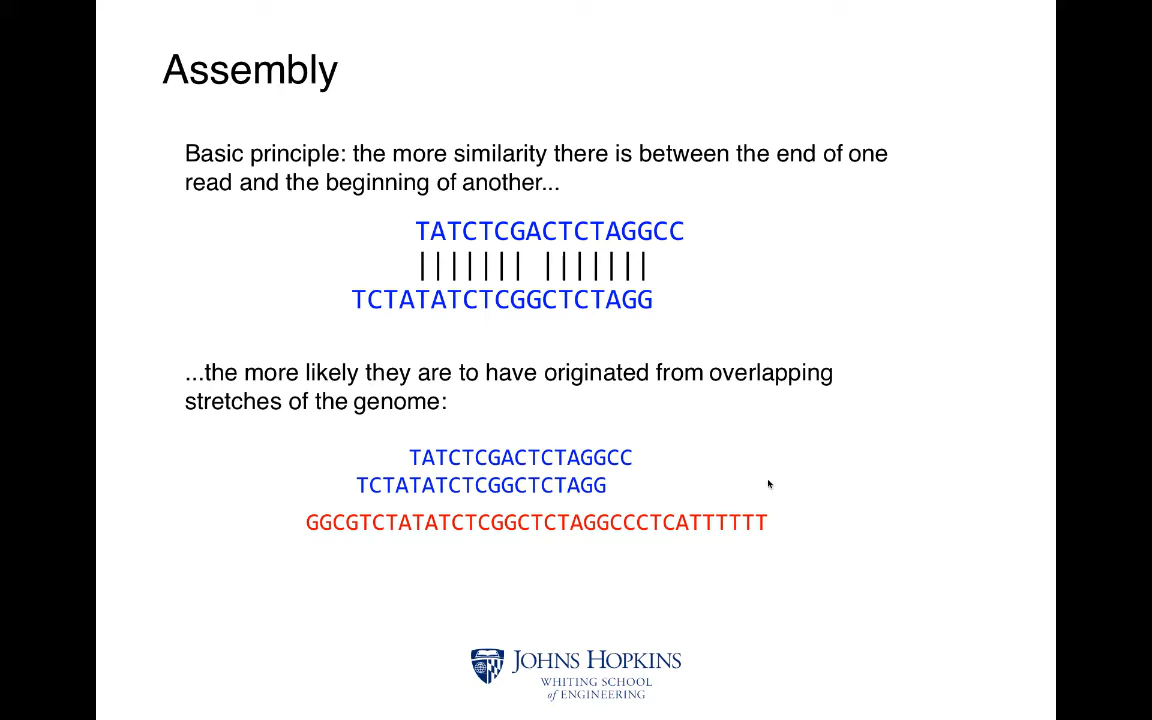 Assembly
Basic principle: the more similarity there is between the end of one
read and the beginning of another...
TATCTCGACTCTAGGCC
||||||| |||||||
TCTATATCTCGGCTCTAGG
...the more likely they are to have originated from overlapping
stretches of the genome:
TATCTCGACTCTAGGCC
TCTATATCTCGGCTCTAGG
GGCGTCTATATCTCGGCTCTAGGCCCTCATTTTTT
JOHNS HOPKINS
WHITING SCHOOL
of ENGINEERING